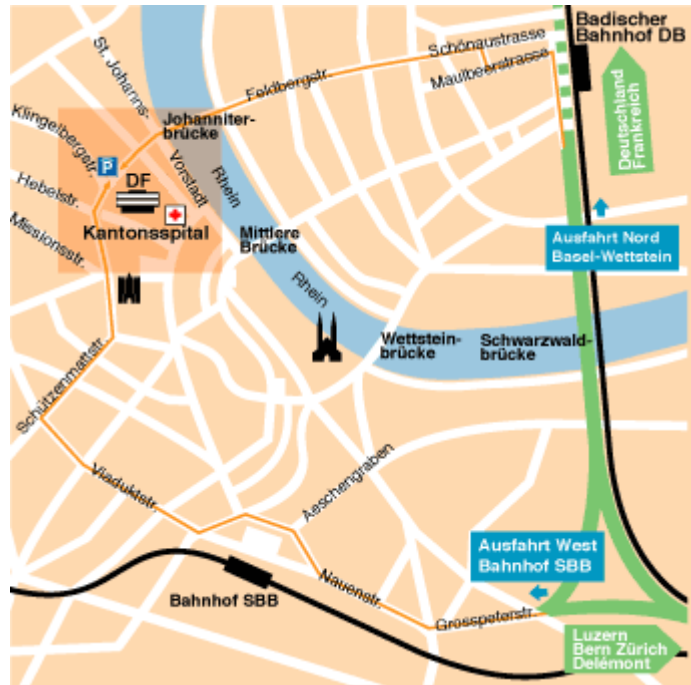 Badischer
Bahnhof DB
St. Johanns-
Vorstadt
Schönaustrasse
Maulbeerstrasse
Feldbergstr.
Deutschland
Frankreich
Klingelbergstr.
Johanniter-
brücke
P
DF
Hebelstr.
Rhein
Kantonsspital
Missionsstr.
Mittlere
Brücke
Ausfahrt Nord
Basel-Wettstein
Rhein
Wettstein-
brücke
Schwarzwald-
brücke
Schützenmattstr.
Viaduktstr.
Aeschengraben
Ausfahrt West
Bahnhof SBB
Nauenstr.
Bahnhof SBB
Grosspeterstr.
Luzern
Bern Zürich
Delémont